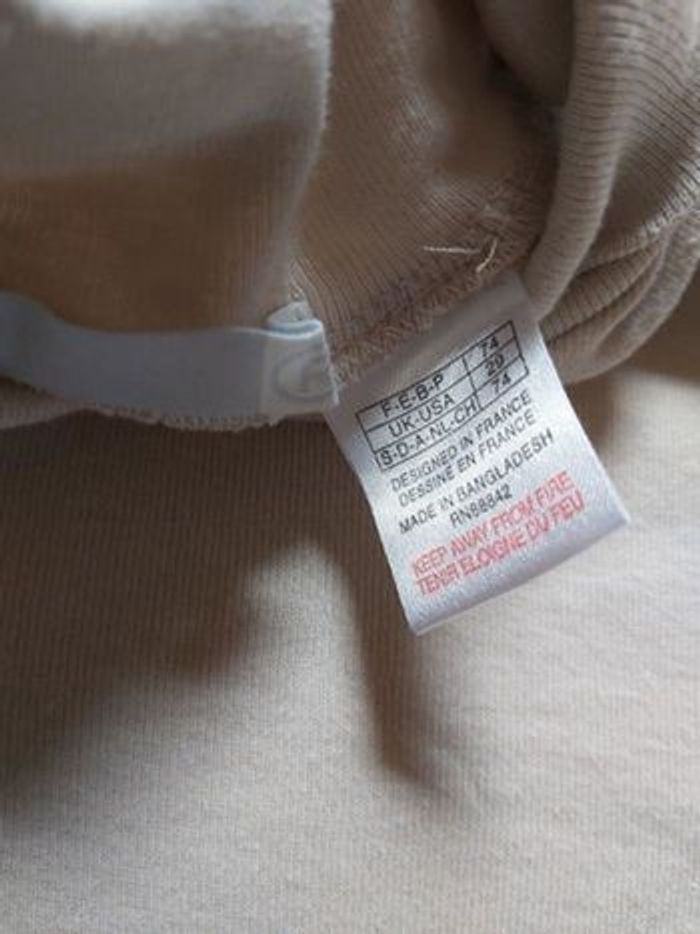 F-E-B-P 74
UK-USA 29
S-D-A-NL-CH 74
DESIGNED IN FRANCE
DESSINÉ EN FRANCE
MADE IN BANGLADESH
RN88842
KEEP AWAY FROM FIRE
TENIR ELOIGNE DU FEU